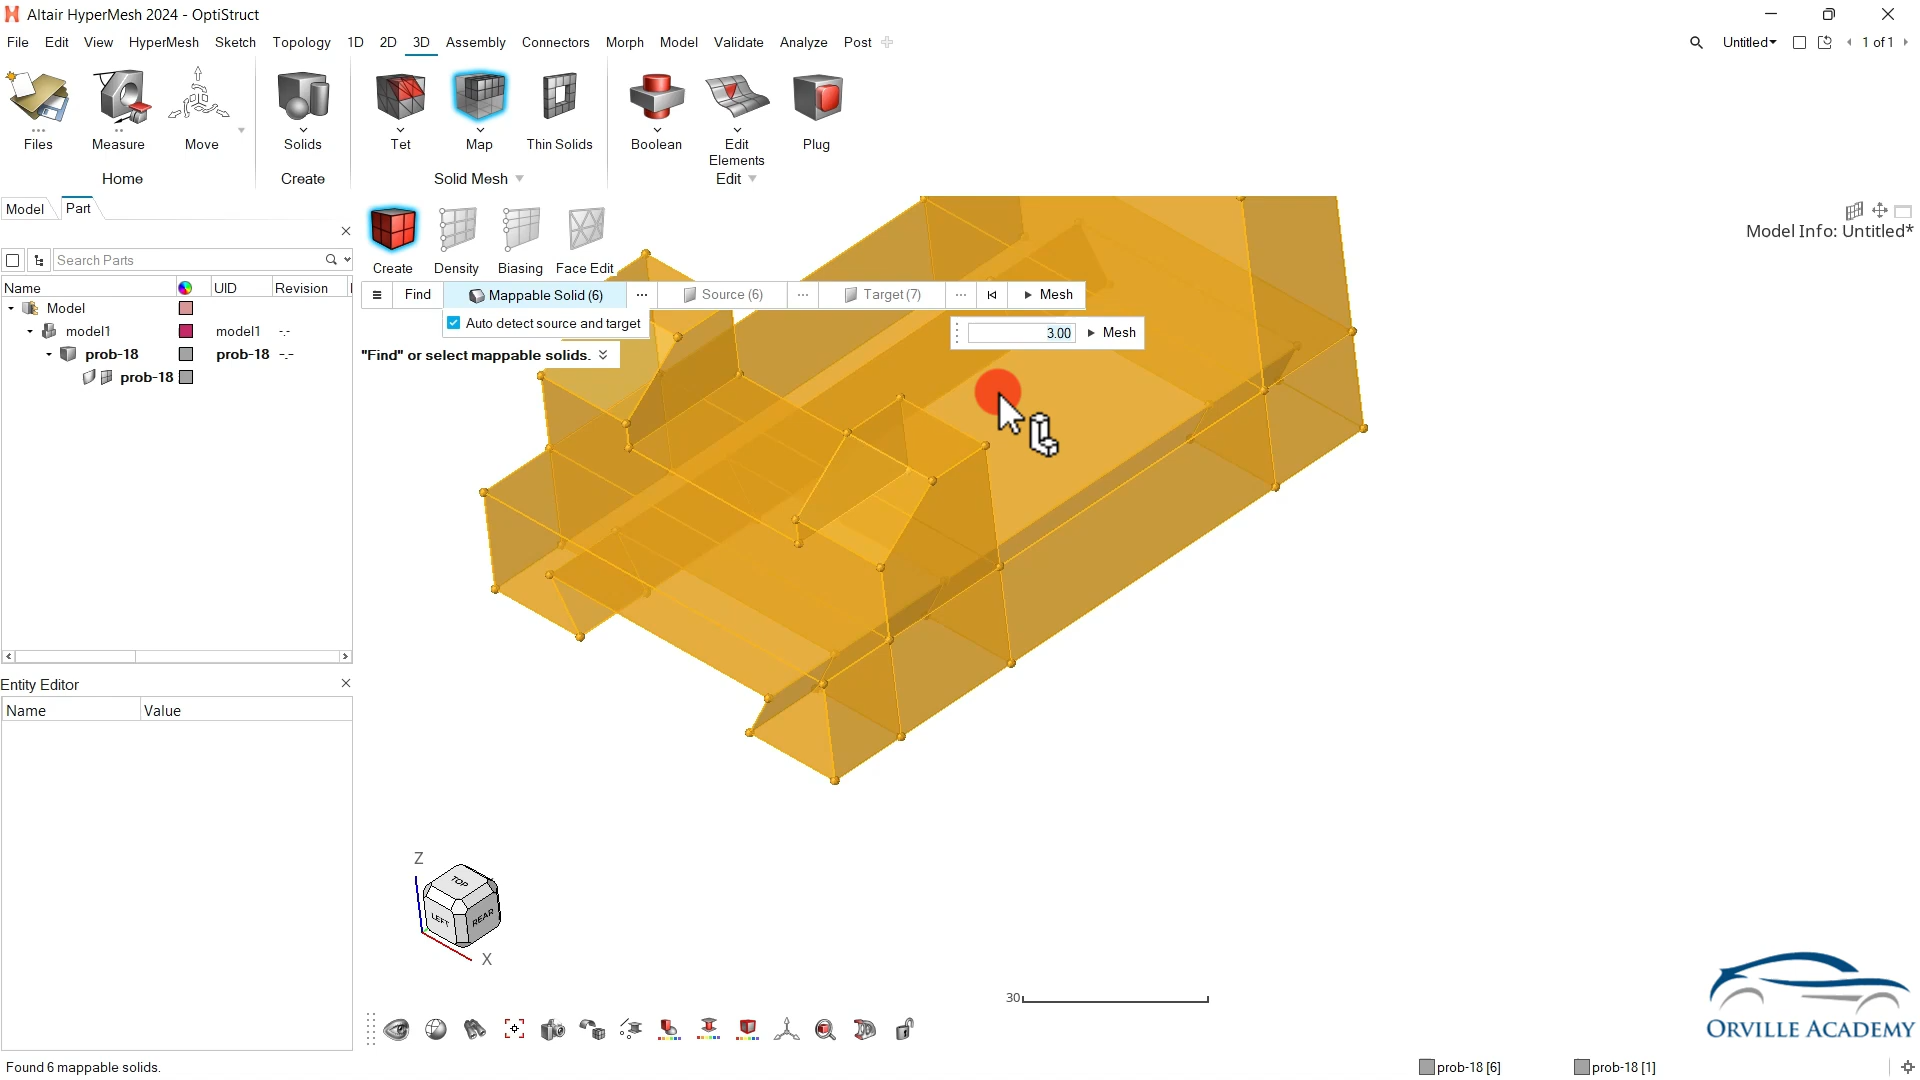 Altair HyperMesh 2024 - OptiStruct
File Edit View HyperMesh Sketch Topology 1D 2D 3D Assembly Connectors Morph Model Validate Analyze Post
Untitled 1 of 1
Files Measure Move Solids Tet Map Thin Solids Boolean Edit Elements Plug
Home Create Solid Mesh Edit
Model Part
Model Info: Untitled*
Search Parts
Create Density Biasing Face Edit
Name UID Revision
Find Mappable Solid (6) ... Source (6) ... Target (7) ... Mesh
Model
Auto detect source and target
model1 model1 -.-
3.00 Mesh
prob-18 prob-18 -.-
"Find" or select mappable solids.
prob-18
Entity Editor
Name Value
Z
TOP
LEFT REAR
X
30
ORVILLE ACADEMY
Found 6 mappable solids.
prob-18 [6] prob-18 [1]